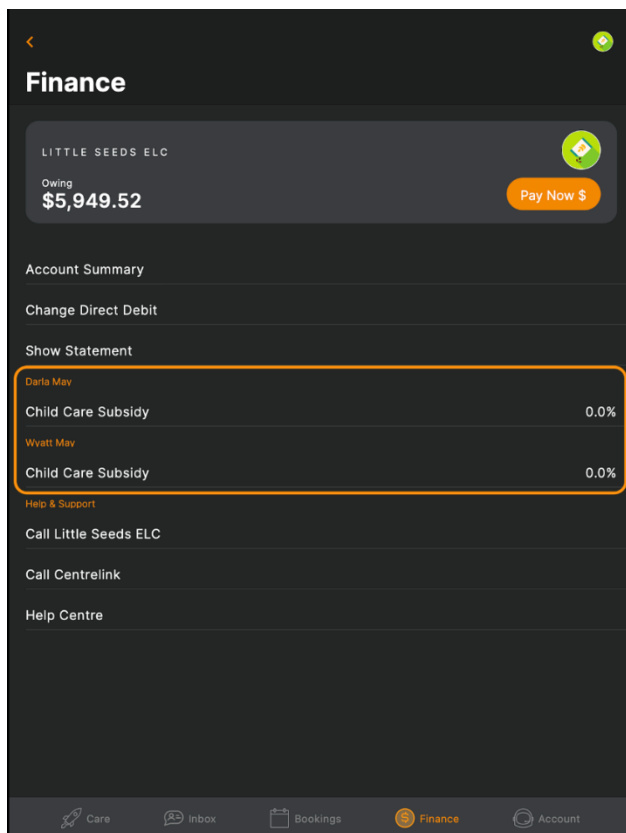 Finance
LITTLE SEEDS ELC
Owing
$5,949.52
Pay Now $
Account Summary
Change Direct Debit
Show Statement
Darla May
Child Care Subsidy 0.0%
Wyatt May
Child Care Subsidy 0.0%
Help & Support
Call Little Seeds ELC
Call Centrelink
Help Centre
Care Inbox Bookings Finance Account